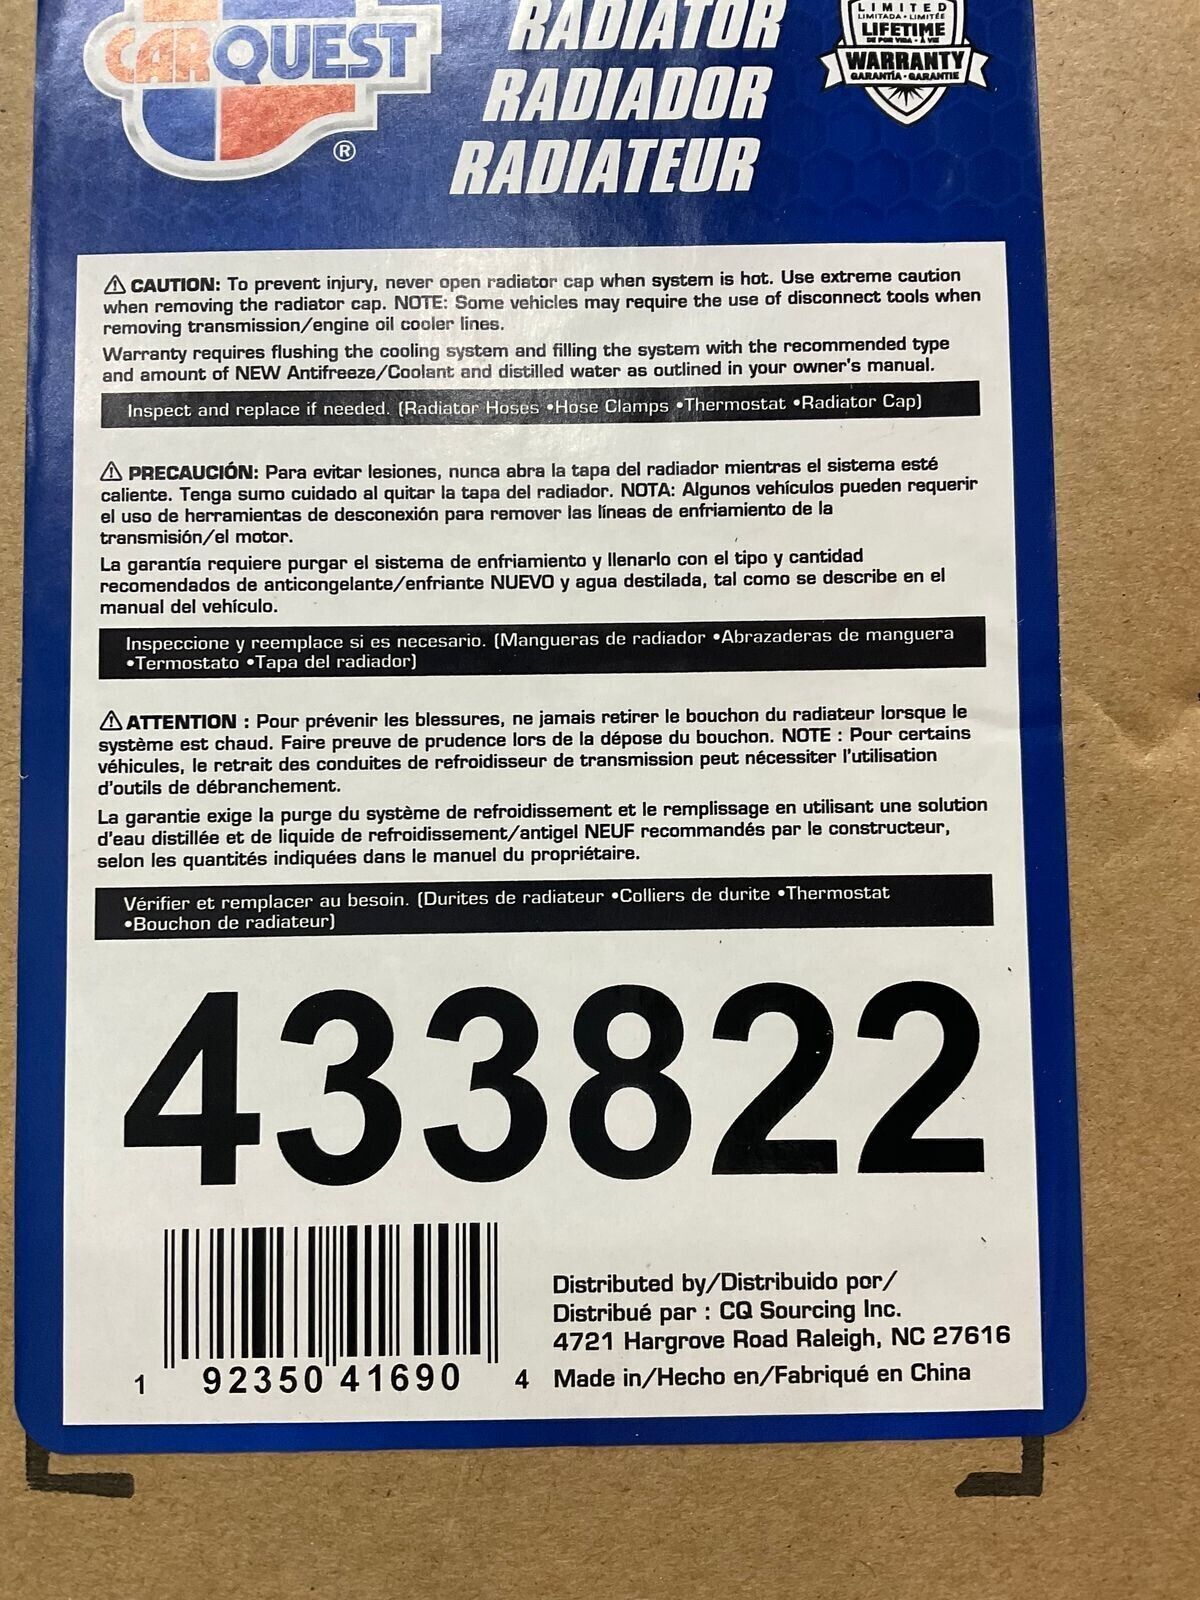 CARQUEST
®
RADIATOR
RADIADOR
RADIATEUR
LIMITED
LIMITADA • LIMITÉE
LIFETIME
DE POR VIDA • À VIE
WARRANTY
GARANTÍA • GARANTIE
⚠ CAUTION: To prevent injury, never open radiator cap when system is hot. Use extreme caution
when removing the radiator cap. NOTE: Some vehicles may require the use of disconnect tools when
removing transmission/engine oil cooler lines.
Warranty requires flushing the cooling system and filling the system with the recommended type
and amount of NEW Antifreeze/Coolant and distilled water as outlined in your owner's manual.
Inspect and replace if needed. (Radiator Hoses •Hose Clamps •Thermostat •Radiator Cap)
⚠ PRECAUCIÓN: Para evitar lesiones, nunca abra la tapa del radiador mientras el sistema esté
caliente. Tenga sumo cuidado al quitar la tapa del radiador. NOTA: Algunos vehículos pueden requerir
el uso de herramientas de desconexión para remover las líneas de enfriamiento de la
transmisión/el motor.
La garantía requiere purgar el sistema de enfriamiento y llenarlo con el tipo y cantidad
recomendados de anticongelante/enfriante NUEVO y agua destilada, tal como se describe en el
manual del vehículo.
Inspeccione y reemplace si es necesario. (Mangueras de radiador •Abrazaderas de manguera
•Termostato •Tapa del radiador)
⚠ ATTENTION : Pour prévenir les blessures, ne jamais retirer le bouchon du radiateur lorsque le
système est chaud. Faire preuve de prudence lors de la dépose du bouchon. NOTE : Pour certains
véhicules, le retrait des conduites de refroidisseur de transmission peut nécessiter l'utilisation
d'outils de débranchement.
La garantie exige la purge du système de refroidissement et le remplissage en utilisant une solution
d'eau distillée et de liquide de refroidissement/antigel NEUF recommandés par le constructeur,
selon les quantités indiquées dans le manuel du propriétaire.
Vérifier et remplacer au besoin. (Durites de radiateur •Colliers de durite •Thermostat
•Bouchon de radiateur)
433822
1 92350 41690 4
Distributed by/Distribuido por/
Distribué par : CQ Sourcing Inc.
4721 Hargrove Road Raleigh, NC 27616
Made in/Hecho en/Fabriqué en China